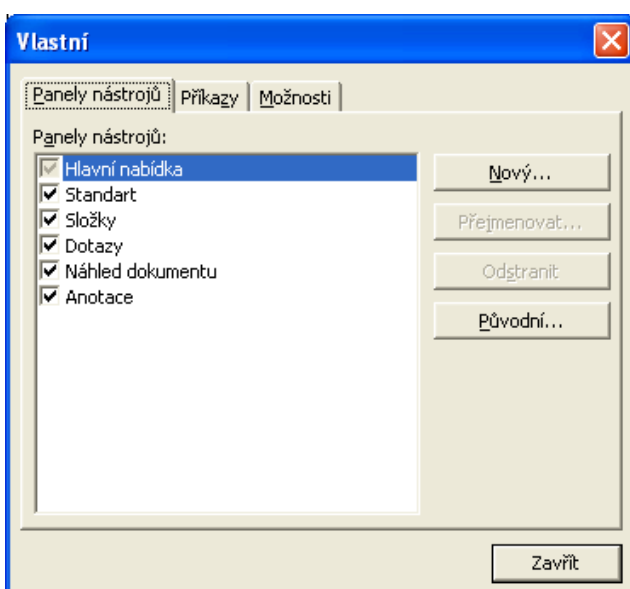 Vlastní
Panely nástrojů Příkazy Možnosti
Panely nástrojů:
Hlavní nabídka
Standart
Složky
Dotazy
Náhled dokumentu
Anotace
Nový...
Přejmenovat...
Odstranit
Původní...
Zavřít